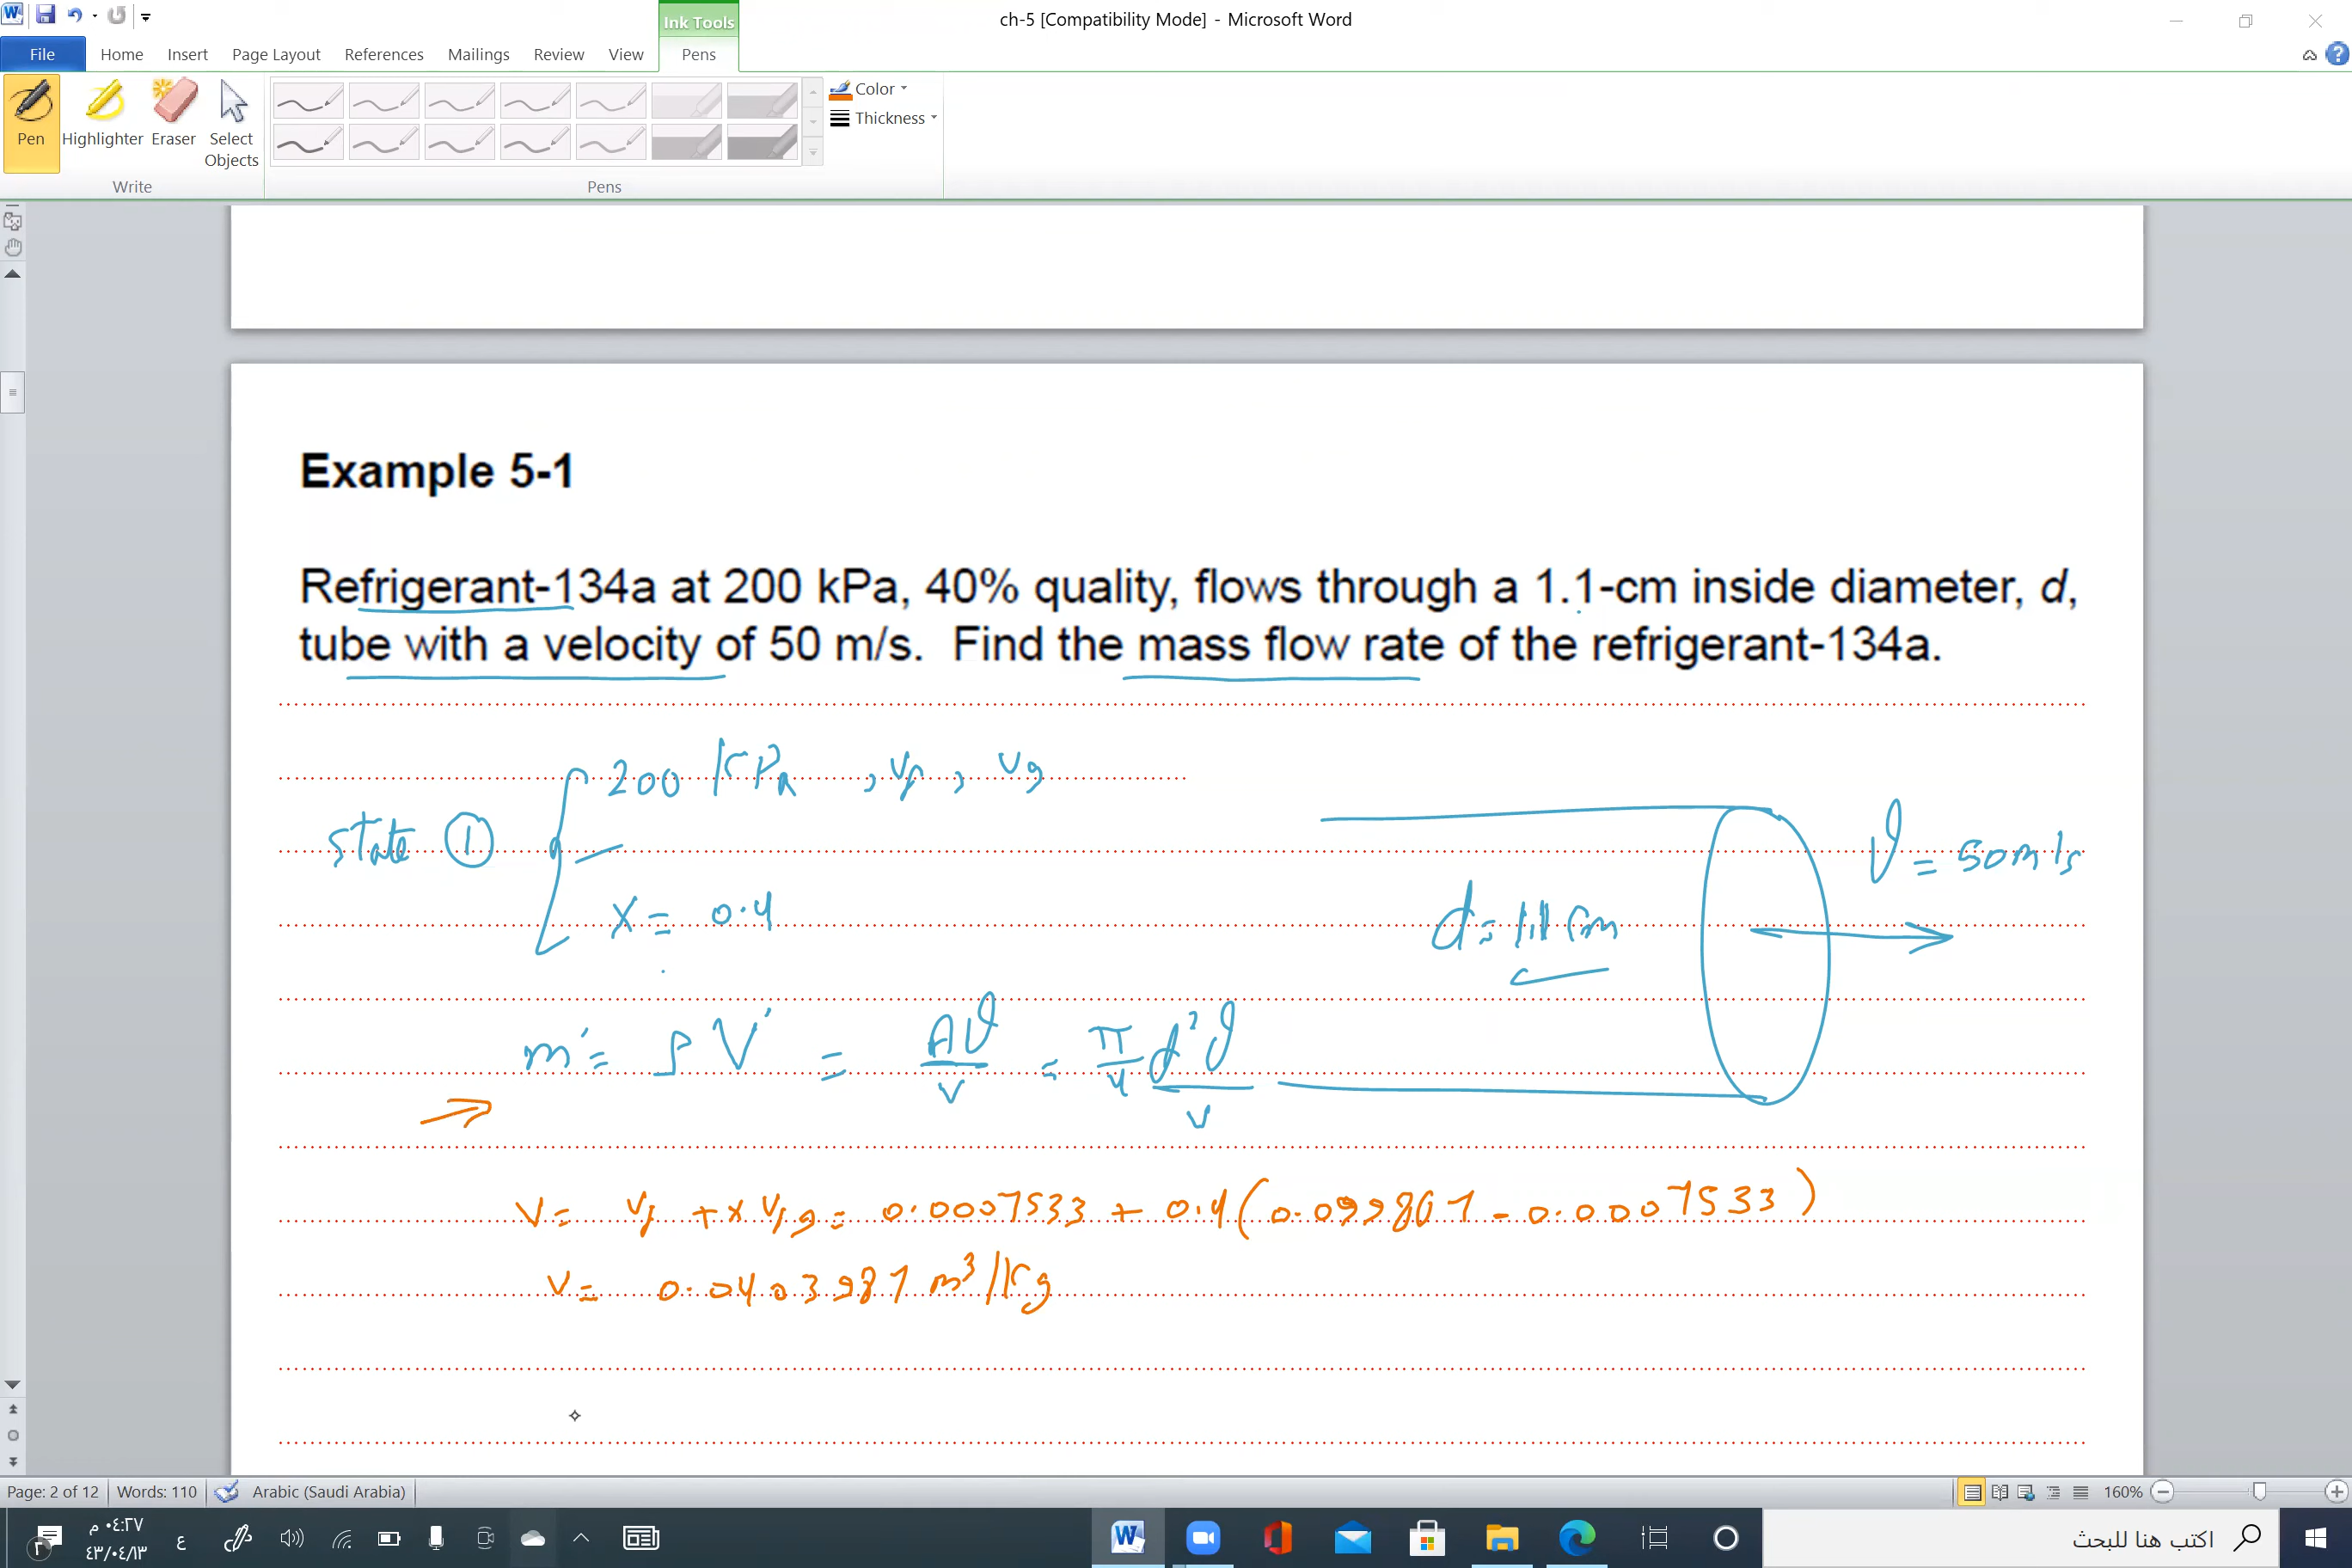 ch-5 [Compatibility Mode] - Microsoft Word
Ink Tools
File Home Insert Page Layout References Mailings Review View Pens
Pen Highlighter Eraser Select Objects
Color
Thickness
Write
Pens
Example 5-1
Refrigerant-134a at 200 kPa, 40% quality, flows through a 1.1-cm inside diameter, d,
tube with a velocity of 50 m/s. Find the mass flow rate of the refrigerant-134a.
200 KPa , vf , vg
state ①
x = 0.4
ϑ = 50 m/s
d = 1.1 cm
m˙ = ρ V˙ = Aϑ/v = π/4 d² ϑ/v
v = vf + x vfg = 0.0007533 + 0.4 (0.099867 - 0.0007533)
v = 0.0403987 m³/kg
Page: 2 of 12 Words: 110 Arabic (Saudi Arabia) 160%
٠٤:٢٧ م
٤٣/٠٤/١٣
ع
اكتب هنا للبحث